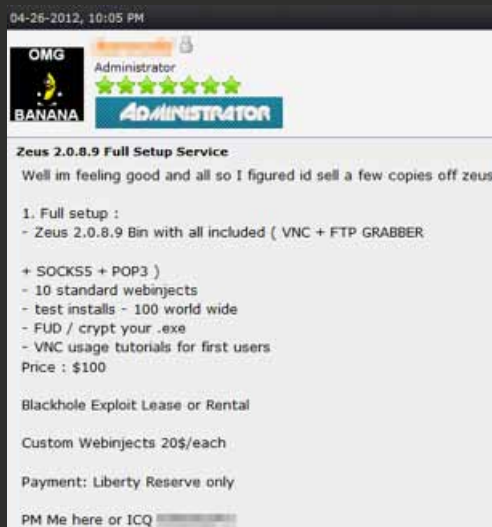 04-26-2012, 10:05 PM
OMG
BANANA
Administrator
ADMINISTRATOR
Zeus 2.0.8.9 Full Setup Service
Well im feeling good and all so I figured id sell a few copies off zeus
1. Full setup :
- Zeus 2.0.8.9 Bin with all included ( VNC + FTP GRABBER
+ SOCKS5 + POP3 )
- 10 standard webinjects
- test installs - 100 world wide
- FUD / crypt your .exe
- VNC usage tutorials for first users
Price : $100
Blackhole Exploit Lease or Rental
Custom Webinjects 20$/each
Payment: Liberty Reserve only
PM Me here or ICQ